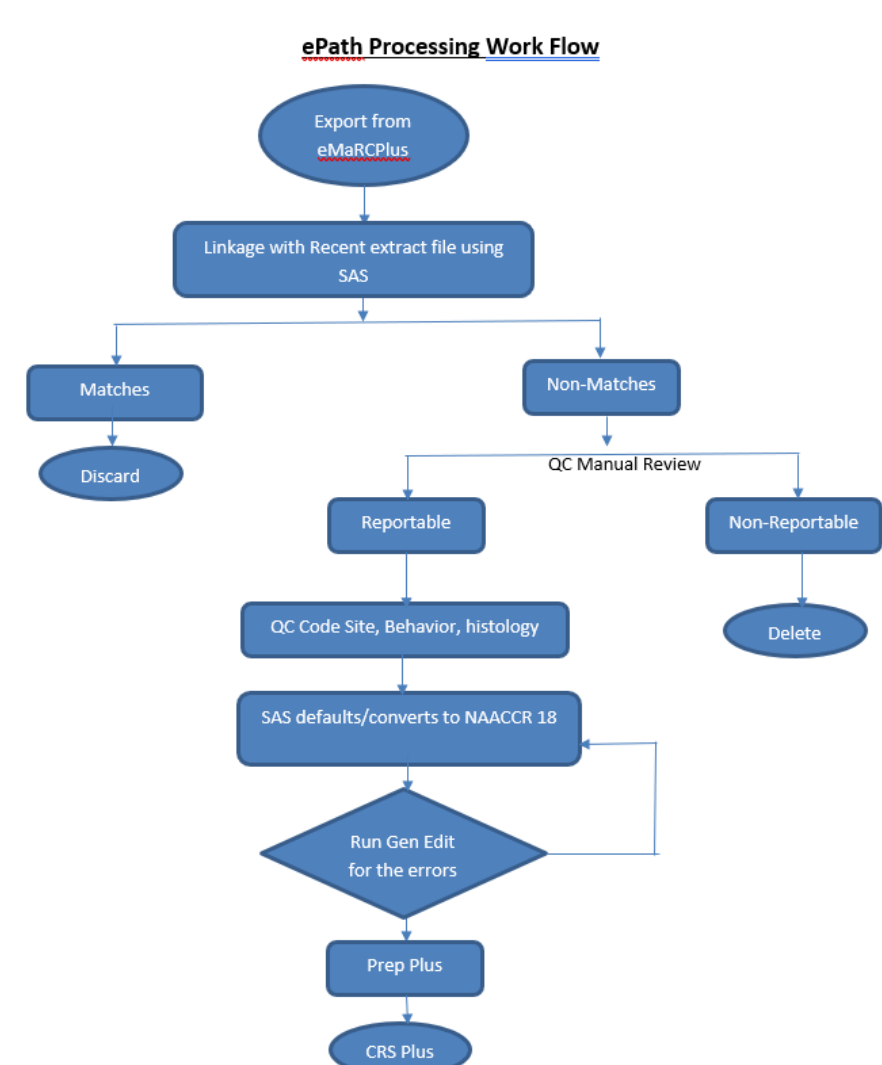 ePath Processing Work Flow
Export from
eMaRCPlus
Linkage with Recent extract file using
SAS
Matches
Non-Matches
Discard
QC Manual Review
Reportable
Non-Reportable
QC Code Site, Behavior, histology
Delete
SAS defaults/converts to NAACCR 18
Run Gen Edit
for the errors
Prep Plus
CRS Plus